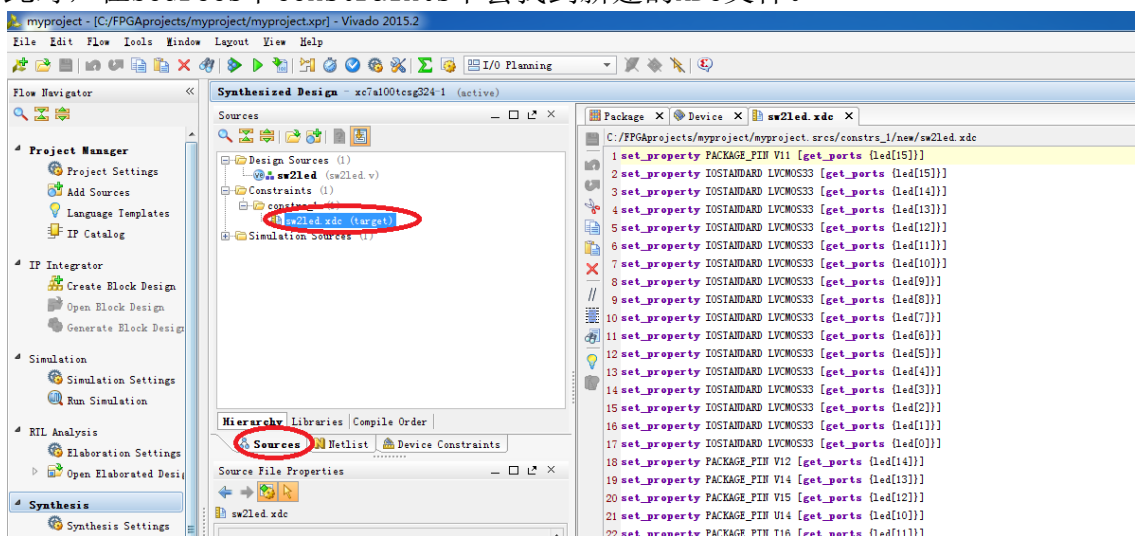 myproject - [C:/FPGAprojects/myproject/myproject.xpr] - Vivado 2015.2
File Edit Flow Tools Window Layout View Help
I/O Planning
Flow Navigator
Project Manager
Project Settings
Add Sources
Language Templates
IP Catalog
IP Integrator
Create Block Design
Open Block Design
Generate Block Desig
Simulation
Simulation Settings
Run Simulation
RTL Analysis
Elaboration Settings
Open Elaborated Desi
Synthesis
Synthesis Settings
Synthesized Design - xc7a100tcsg324-1 (active)
Sources
Design Sources (1)
sw2led (sw2led.v)
Constraints (1)
sw2led.xdc (target)
Simulation Sources (1)
Hierarchy Libraries Compile Order
Sources Netlist Device Constraints
Source File Properties
sw2led.xdc
Package Device sw2led.xdc
C:/FPGAprojects/myproject/myproject.srcs/constrs_1/new/sw2led.xdc
1 set_property PACKAGE_PIN V11 [get_ports {led[15]}]
2 set_property IOSTANDARD LVCMOS33 [get_ports {led[15]}]
3 set_property IOSTANDARD LVCMOS33 [get_ports {led[14]}]
4 set_property IOSTANDARD LVCMOS33 [get_ports {led[13]}]
5 set_property IOSTANDARD LVCMOS33 [get_ports {led[12]}]
6 set_property IOSTANDARD LVCMOS33 [get_ports {led[11]}]
7 set_property IOSTANDARD LVCMOS33 [get_ports {led[10]}]
8 set_property IOSTANDARD LVCMOS33 [get_ports {led[9]}]
9 set_property IOSTANDARD LVCMOS33 [get_ports {led[8]}]
10 set_property IOSTANDARD LVCMOS33 [get_ports {led[7]}]
11 set_property IOSTANDARD LVCMOS33 [get_ports {led[6]}]
12 set_property IOSTANDARD LVCMOS33 [get_ports {led[5]}]
13 set_property IOSTANDARD LVCMOS33 [get_ports {led[4]}]
14 set_property IOSTANDARD LVCMOS33 [get_ports {led[3]}]
15 set_property IOSTANDARD LVCMOS33 [get_ports {led[2]}]
16 set_property IOSTANDARD LVCMOS33 [get_ports {led[1]}]
17 set_property IOSTANDARD LVCMOS33 [get_ports {led[0]}]
18 set_property PACKAGE_PIN V12 [get_ports {led[14]}]
19 set_property PACKAGE_PIN V14 [get_ports {led[13]}]
20 set_property PACKAGE_PIN V15 [get_ports {led[12]}]
21 set_property PACKAGE_PIN U14 [get_ports {led[10]}]
22 set_property PACKAGE_PIN T16 [get_ports {led[11]}]